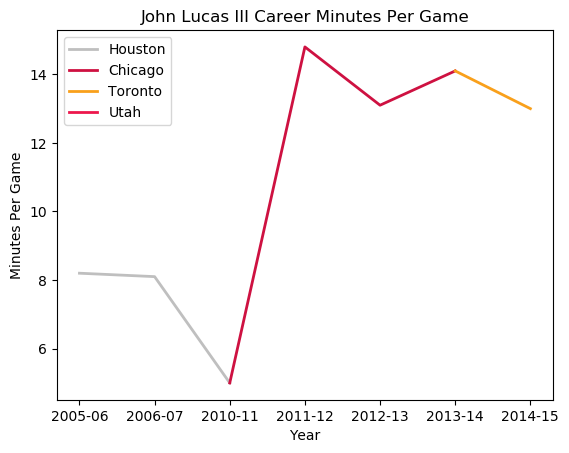 John Lucas III Career Minutes Per Game
Houston
Chicago
Toronto
Utah
14
12
10
8
6
Minutes Per Game
2005-06 2006-07 2010-11 2011-12 2012-13 2013-14 2014-15
Year